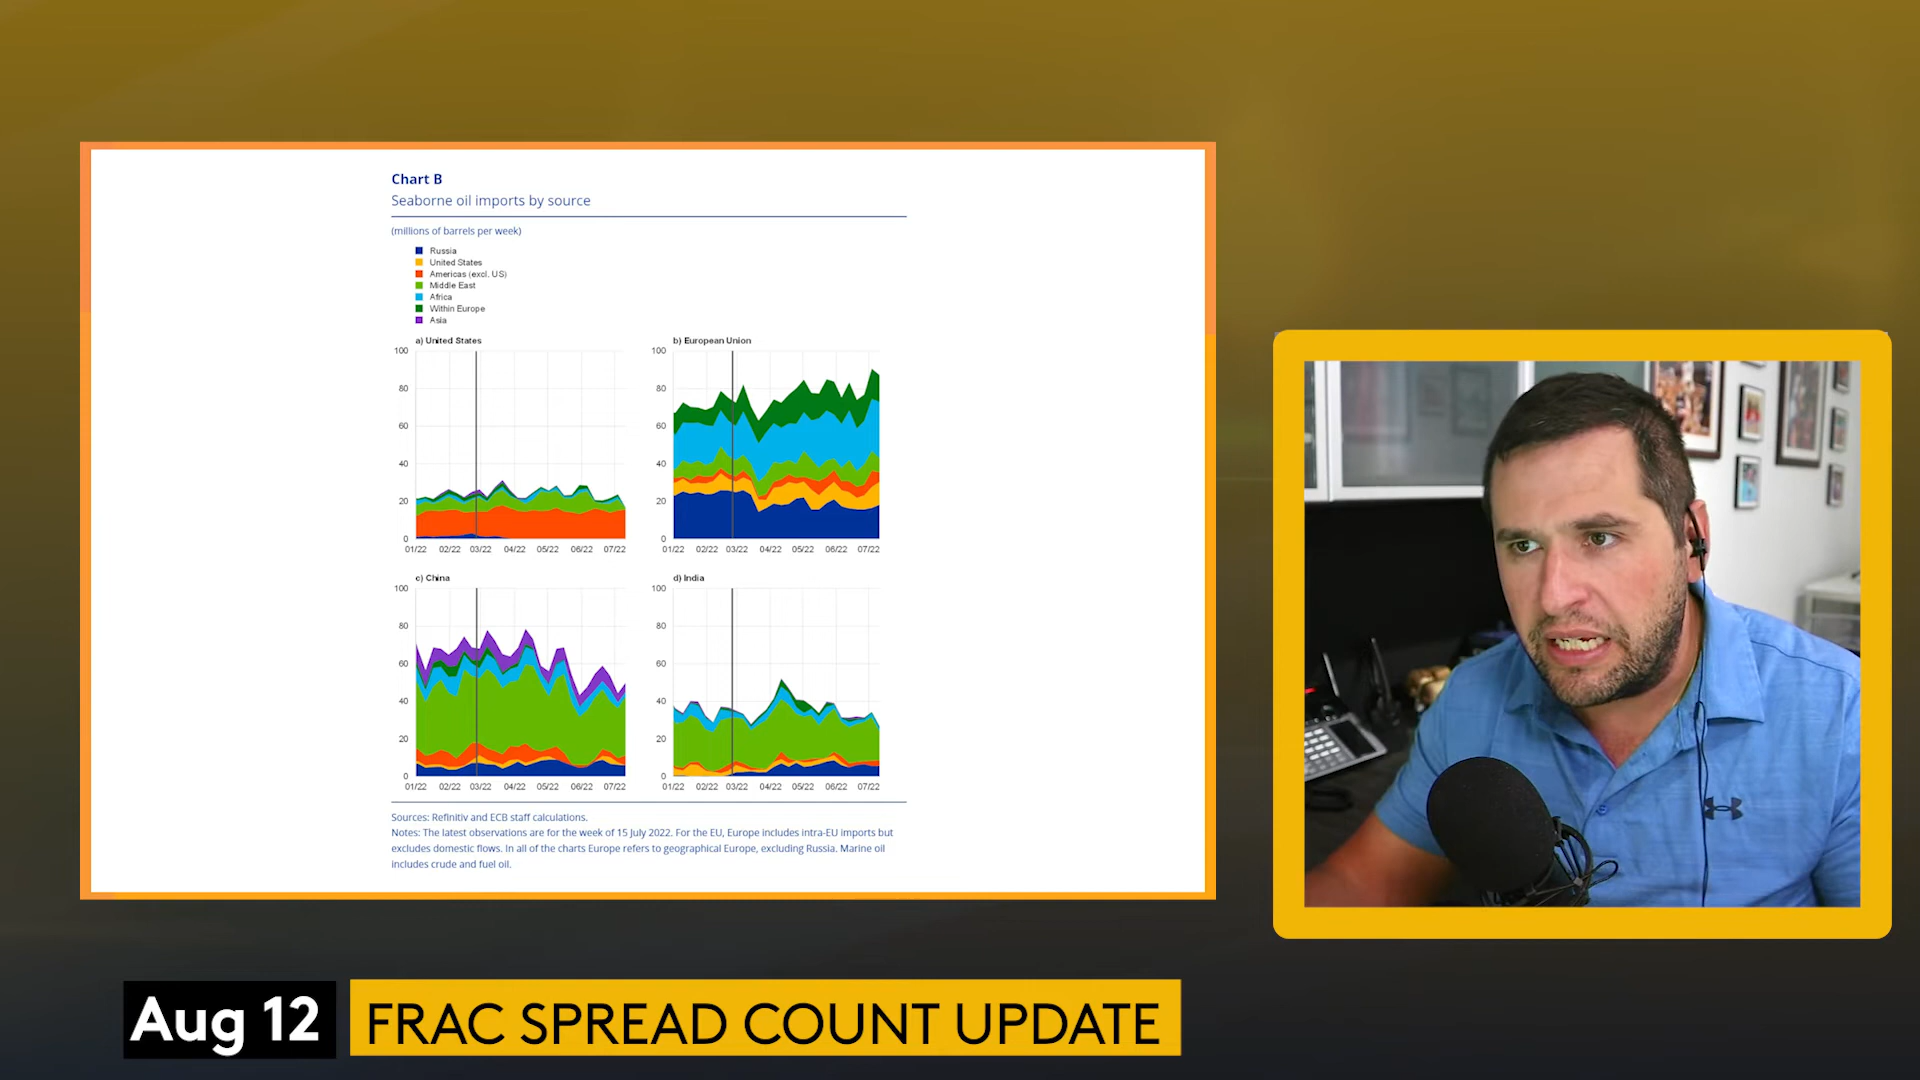 Chart B
Seaborne oil imports by source
(millions of barrels per week)
Russia
United States
Americas (excl. US)
Middle East
Africa
Within Europe
Asia
a) United States
100
80
60
40
20
0
01/22 02/22 03/22 04/22 05/22 06/22 07/22
b) European Union
100
80
60
40
20
0
01/22 02/22 03/22 04/22 05/22 06/22 07/22
c) China
100
80
60
40
20
0
01/22 02/22 03/22 04/22 05/22 06/22 07/22
d) India
100
80
60
40
20
0
01/22 02/22 03/22 04/22 05/22 06/22 07/22
Sources: Refinitiv and ECB staff calculations.
Notes: The latest observations are for the week of 15 July 2022. For the EU, Europe includes intra-EU imports but
excludes domestic flows. In all of the charts Europe refers to geographical Europe, excluding Russia. Marine oil
includes crude and fuel oil.
Aug 12
FRAC SPREAD COUNT UPDATE